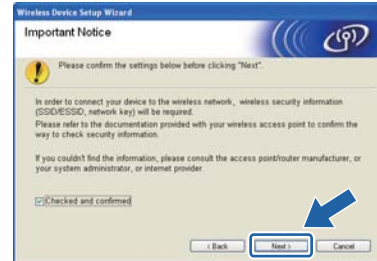 Wireless Device Setup Wizard
Important Notice
Please confirm the settings below before clicking "Next".
In order to connect your device to the wireless network, wireless security information
(SSID/ESSID, network key) will be required.
Please refer to the documentation provided with your wireless access point to confirm the
way to check security information.
If you couldn't find the information, please consult the access point/router manufacturer, or
your system administrator, or internet provider.
Checked and confirmed
< Back
Next >
Cancel